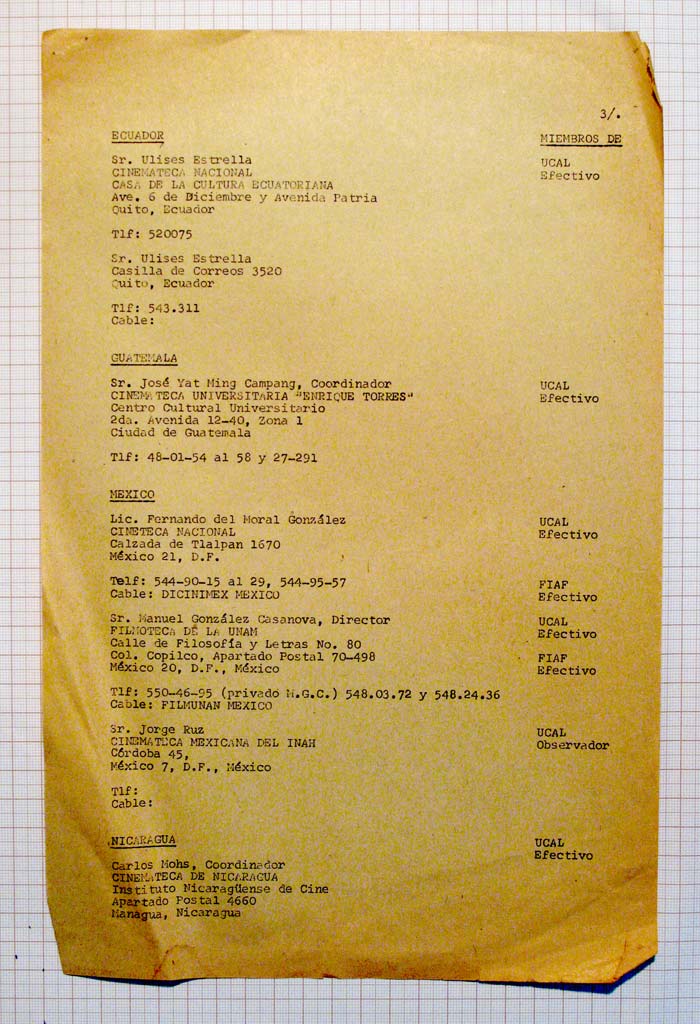 3/.
ECUADOR MIEMBROS DE
Sr. Ulises Estrella UCAL
CINEMATECA NACIONAL Efectivo
CASA DE LA CULTURA ECUATORIANA
Ave. 6 de Diciembre y Avenida Patria
Quito, Ecuador
Tlf: 520075
Sr. Ulises Estrella
Casilla de Correos 3520
Quito, Ecuador
Tlf: 543.311
Cable:
GUATEMALA
Sr. José Yat Ming Campang, Coordinador UCAL
CINEMATECA UNIVERSITARIA "ENRIQUE TORRES" Efectivo
Centro Cultural Universitario
2da. Avenida 12-40, Zona 1
Ciudad de Guatemala
Tlf: 48-01-54 al 58 y 27-291
MEXICO
Lic. Fernando del Moral González UCAL
CINETECA NACIONAL Efectivo
Calzada de Tlalpan 1670
México 21, D.F.
Telf: 544-90-15 al 29, 544-95-57 FIAF
Cable: DICINIMEX MEXICO Efectivo
Sr. Manuel González Casanova, Director UCAL
FILMOTECA DE LA UNAM Efectivo
Calle de Filosofía y Letras No. 80
Col. Copilco, Apartado Postal 70-498 FIAF
México 20, D.F., México Efectivo
Tlf: 550-46-95 (privado M.G.C.) 548.03.72 y 548.24.36
Cable: FILMUNAN MEXICO
Sr. Jorge Ruz UCAL
CINEMATECA MEXICANA DEL INAH Observador
Córdoba 45,
México 7, D.F., México
Tlf:
Cable:
NICARAGUA UCAL
Efectivo
Carlos Mohs, Coordinador
CINEMATECA DE NICARAGUA
Instituto Nicaragüense de Cine
Apartado Postal 4660
Managua, Nicaragua